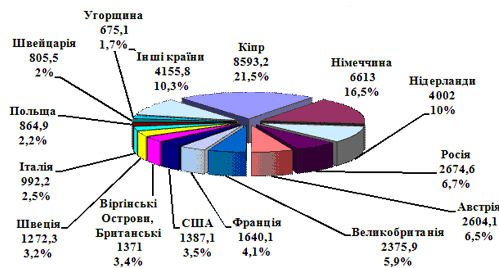 Угорщина
675,1
1,7%
Швейцарія
805,5
2%
Інші країни
4155,8
10,3%
Кіпр
8593,2
21,5%
Німеччина
6613
16,5%
Нідерланди
4002
10%
Польща
864,9
2,2%
Росія
2674,6
6,7%
Італія
992,2
2,5%
Австрія
2604,1
6,5%
Швеція
1272,3
3,2%
Віргінські
Острови,
Британські
1371
3,4%
США
1387,1
3,5%
Франція
1640,1
4,1%
Великобританія
2375,9
5,9%